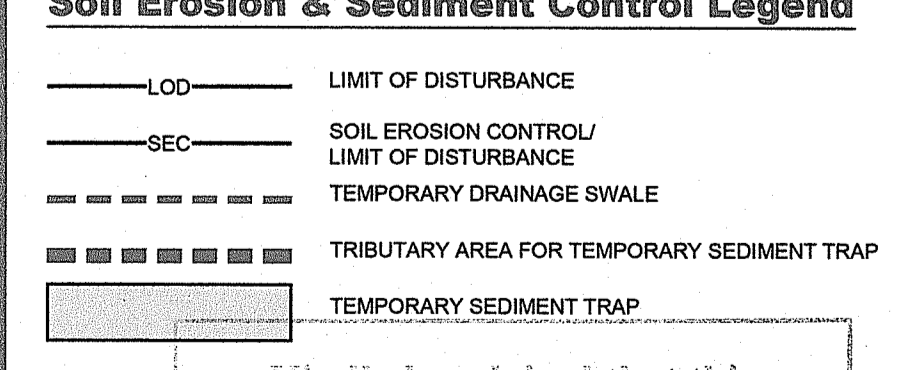 Soil Erosion & Sediment Control Legend
LOD LIMIT OF DISTURBANCE
SEC SOIL EROSION CONTROL/
LIMIT OF DISTURBANCE
TEMPORARY DRAINAGE SWALE
TRIBUTARY AREA FOR TEMPORARY SEDIMENT TRAP
TEMPORARY SEDIMENT TRAP